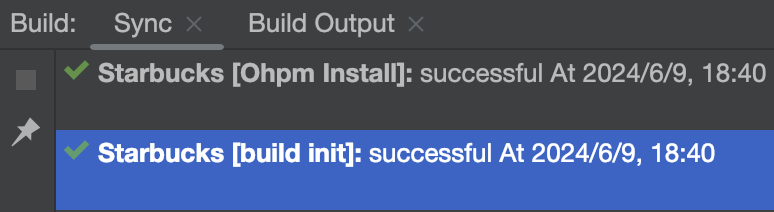 Build: Sync Build Output
Starbucks [Ohpm Install]: successful At 2024/6/9, 18:40
Starbucks [build init]: successful At 2024/6/9, 18:40